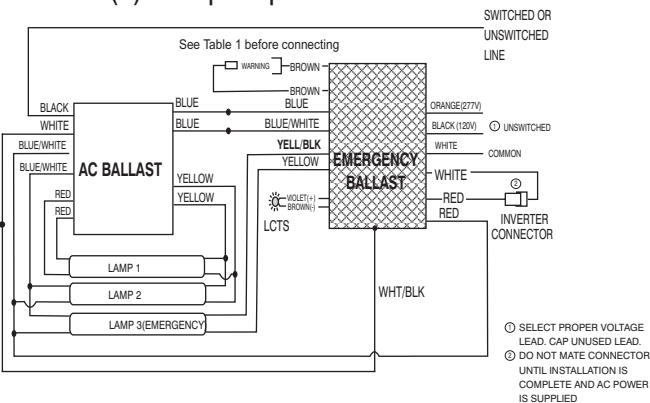 SWITCHED OR
UNSWITCHED
LINE
See Table 1 before connecting
WARNING
BROWN
BROWN
BLACK
BLUE
BLUE
ORANGE(277V)
WHITE
BLUE
BLUE/WHITE
BLACK (120V)
① UNSWITCHED
BLUE/WHITE
YELL/BLK
WHITE
COMMON
BLUE/WHITE
AC BALLAST
YELLOW
EMERGENCY
BALLAST
WHITE
②
YELLOW
RED
YELLOW
VIOLET(+)
BROWN(-)
RED
RED
RED
LCTS
INVERTER
CONNECTOR
LAMP 1
LAMP 2
WHT/BLK
LAMP 3(EMERGENCY)
① SELECT PROPER VOLTAGE
LEAD. CAP UNUSED LEAD.
② DO NOT MATE CONNECTOR
UNTIL INSTALLATION IS
COMPLETE AND AC POWER
IS SUPPLIED